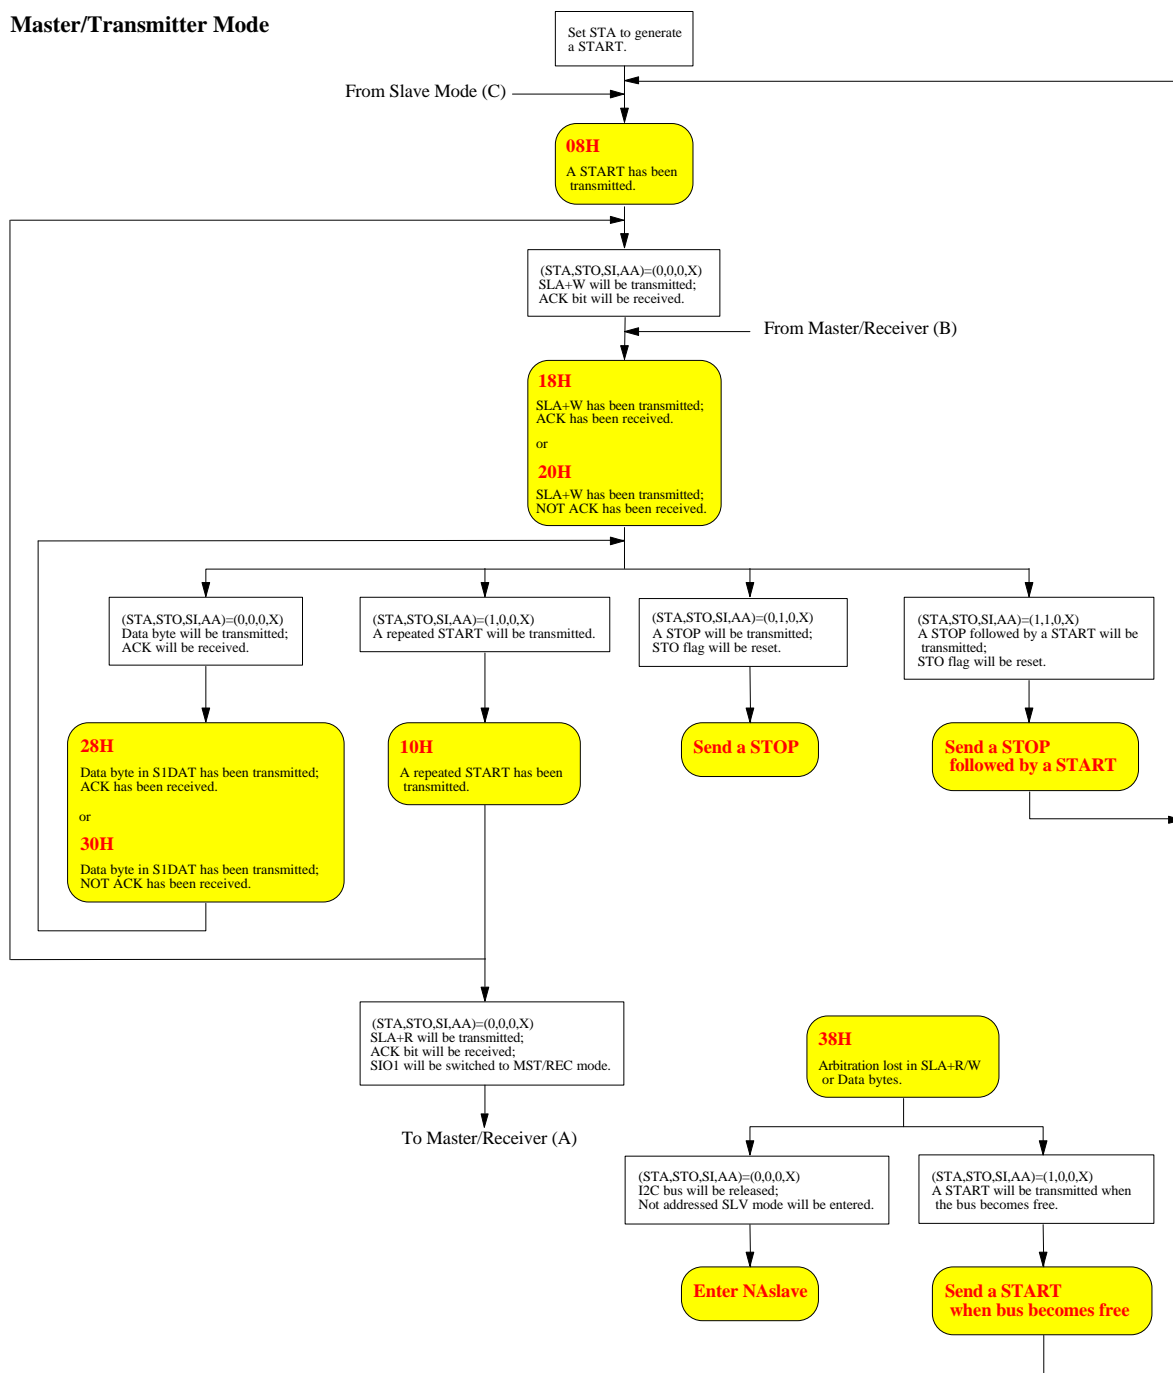 Master/Transmitter Mode
Set STA to generate
a START.
From Slave Mode (C)
08H
A START has been
transmitted.
(STA,STO,SI,AA)=(0,0,0,X)
SLA+W will be transmitted;
ACK bit will be received.
From Master/Receiver (B)
18H
SLA+W has been transmitted;
ACK has been received.
or
20H
SLA+W has been transmitted;
NOT ACK has been received.
(STA,STO,SI,AA)=(0,0,0,X)
Data byte will be transmitted;
ACK will be received.
(STA,STO,SI,AA)=(1,0,0,X)
A repeated START will be transmitted.
(STA,STO,SI,AA)=(0,1,0,X)
A STOP will be transmitted;
STO flag will be reset.
(STA,STO,SI,AA)=(1,1,0,X)
A STOP followed by a START will be
transmitted;
STO flag will be reset.
28H
Data byte in S1DAT has been transmitted;
ACK has been received.
or
30H
Data byte in S1DAT has been transmitted;
NOT ACK has been received.
10H
A repeated START has been
transmitted.
Send a STOP
Send a STOP
followed by a START
(STA,STO,SI,AA)=(0,0,0,X)
SLA+R will be transmitted;
ACK bit will be received;
SIO1 will be switched to MST/REC mode.
To Master/Receiver (A)
38H
Arbitration lost in SLA+R/W
or Data bytes.
(STA,STO,SI,AA)=(0,0,0,X)
I2C bus will be released;
Not addressed SLV mode will be entered.
(STA,STO,SI,AA)=(1,0,0,X)
A START will be transmitted when
the bus becomes free.
Enter NAslave
Send a START
when bus becomes free